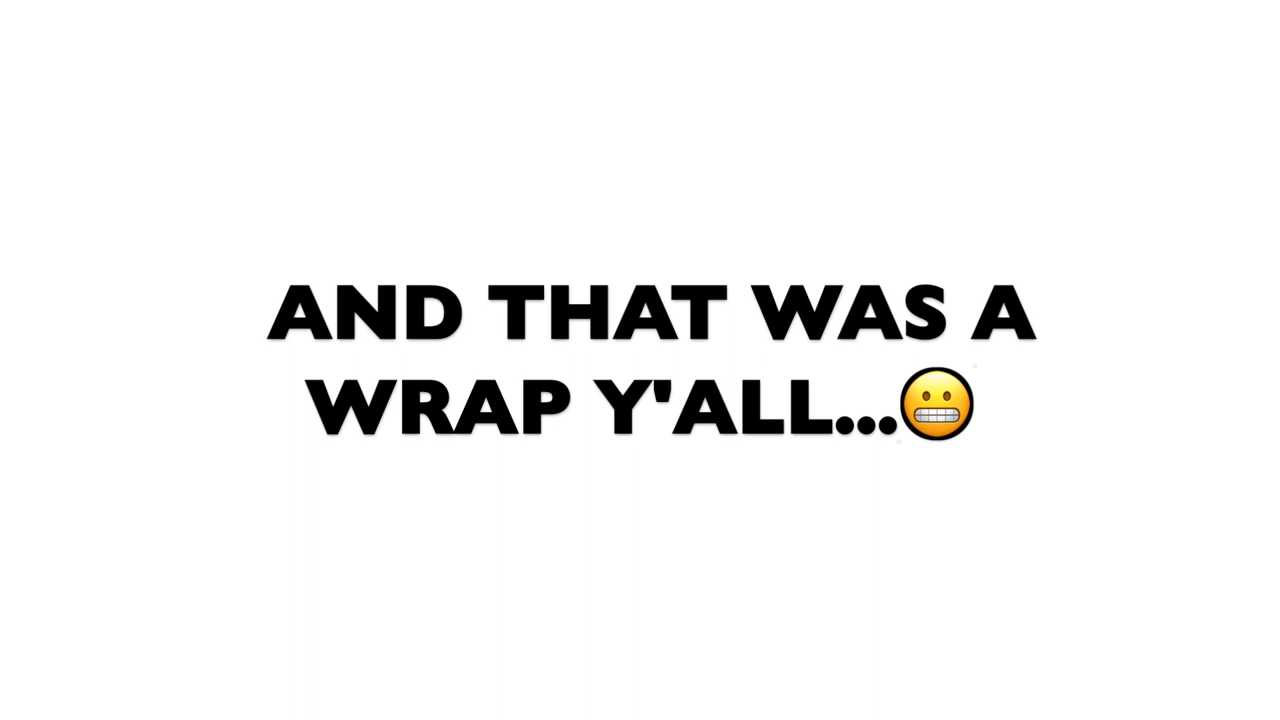 AND THAT WAS A
WRAP Y'ALL...😬